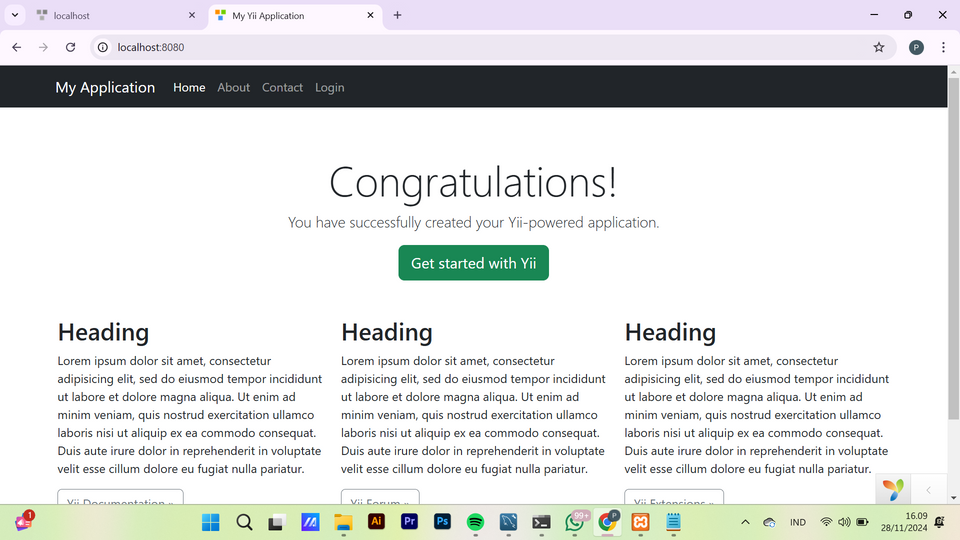 localhost
My Yii Application
localhost:8080
P
My Application Home About Contact Login
Congratulations!
You have successfully created your Yii-powered application.
Get started with Yii
Heading
Lorem ipsum dolor sit amet, consectetur
adipisicing elit, sed do eiusmod tempor incididunt
ut labore et dolore magna aliqua. Ut enim ad
minim veniam, quis nostrud exercitation ullamco
laboris nisi ut aliquip ex ea commodo consequat.
Duis aute irure dolor in reprehenderit in voluptate
velit esse cillum dolore eu fugiat nulla pariatur.
Yii Documentation »
Heading
Lorem ipsum dolor sit amet, consectetur
adipisicing elit, sed do eiusmod tempor incididunt
ut labore et dolore magna aliqua. Ut enim ad
minim veniam, quis nostrud exercitation ullamco
laboris nisi ut aliquip ex ea commodo consequat.
Duis aute irure dolor in reprehenderit in voluptate
velit esse cillum dolore eu fugiat nulla pariatur.
Yii Forum »
Heading
Lorem ipsum dolor sit amet, consectetur
adipisicing elit, sed do eiusmod tempor incididunt
ut labore et dolore magna aliqua. Ut enim ad
minim veniam, quis nostrud exercitation ullamco
laboris nisi ut aliquip ex ea commodo consequat.
Duis aute irure dolor in reprehenderit in voluptate
velit esse cillum dolore eu fugiat nulla pariatur.
Yii Extensions »
1
Ai
Pr
Ps
99+
P
IND
16.09
28/11/2024